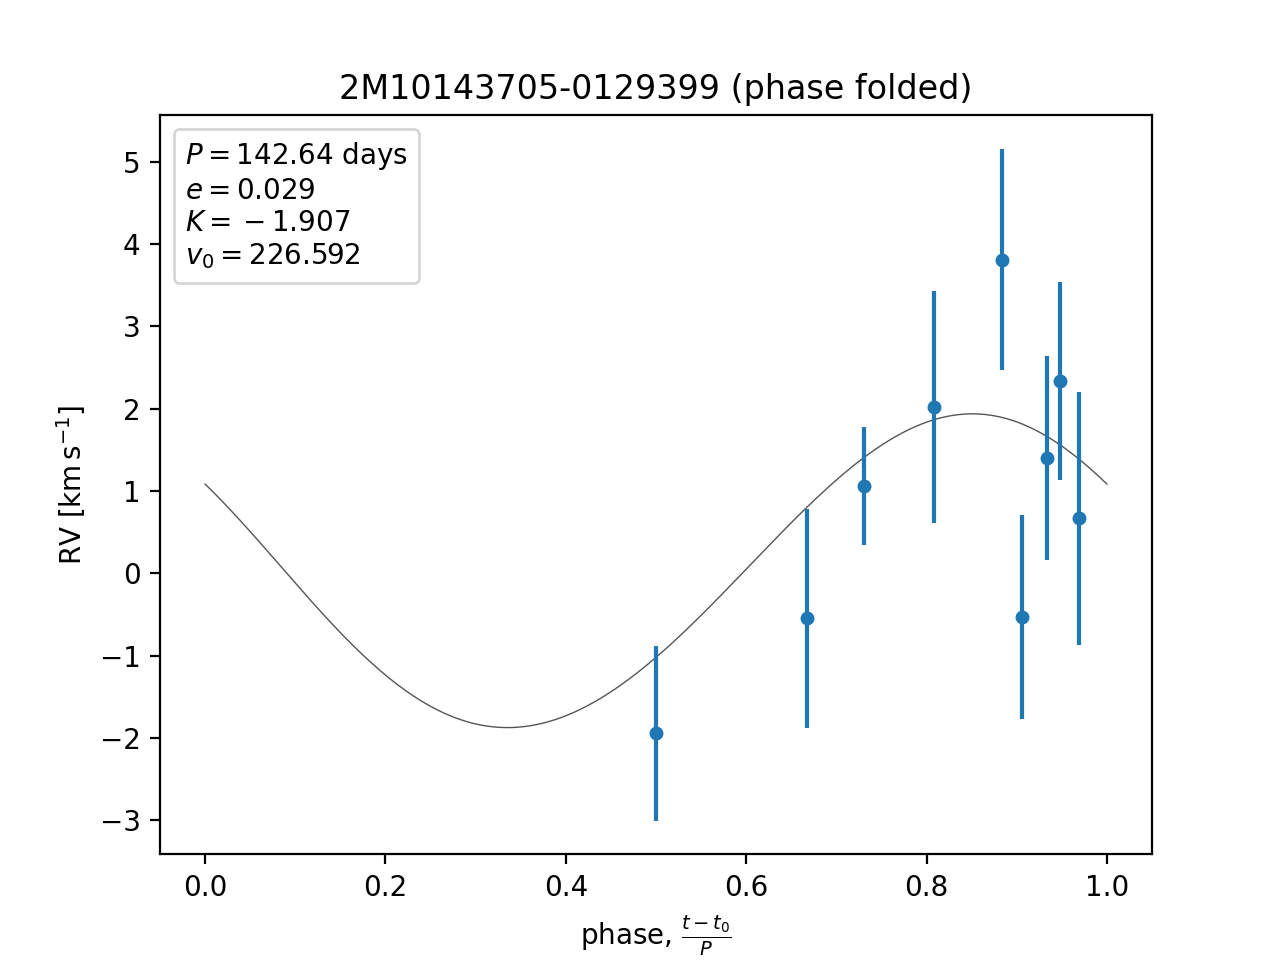 2M10143705-0129399 (phase folded)
P = 142.64 days
e = 0.029
K = −1.907
v₀ = 226.592
RV [km s⁻¹]
5
4
3
2
1
0
−1
−2
−3
0.0 0.2 0.4 0.6 0.8 1.0
phase, (t − t₀)/P